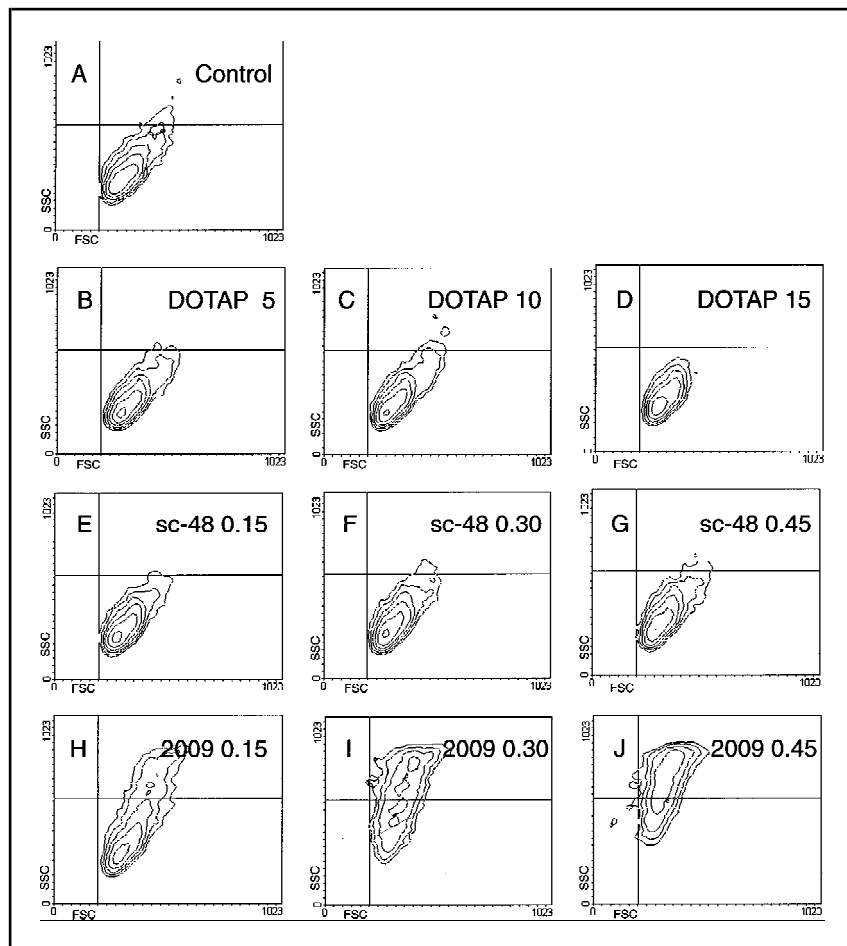 1023
A Control
SSC
0 FSC 1023
1023
B DOTAP 5
SSC
0 FSC 1023
1023
C DOTAP 10
SSC
0 FSC 1023
1023
D DOTAP 15
SSC
0 FSC 1023
1023
E sc-48 0.15
SSC
0 FSC 1023
1023
F sc-48 0.30
SSC
0 FSC 1023
1023
G sc-48 0.45
SSC
0 FSC 1023
1023
H 2009 0.15
SSC
0 FSC 1023
1023
I 2009 0.30
SSC
0 FSC 1023
1023
J 2009 0.45
SSC
0 FSC 1023